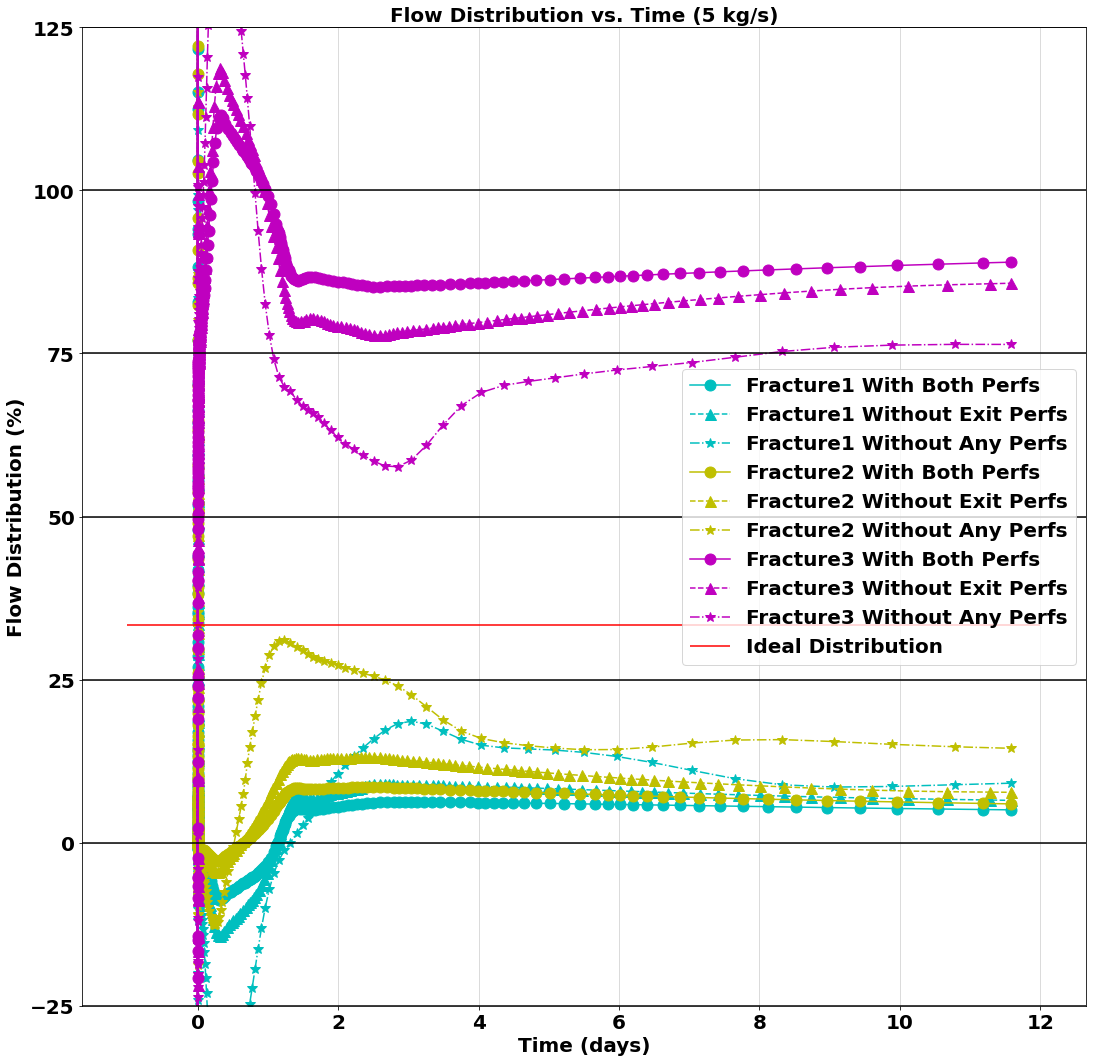 Flow Distribution vs. Time (5 kg/s)
125
100
75
50
25
0
−25
Flow Distribution (%)
Fracture1 With Both Perfs
Fracture1 Without Exit Perfs
Fracture1 Without Any Perfs
Fracture2 With Both Perfs
Fracture2 Without Exit Perfs
Fracture2 Without Any Perfs
Fracture3 With Both Perfs
Fracture3 Without Exit Perfs
Fracture3 Without Any Perfs
Ideal Distribution
0 2 4 6 8 10 12
Time (days)